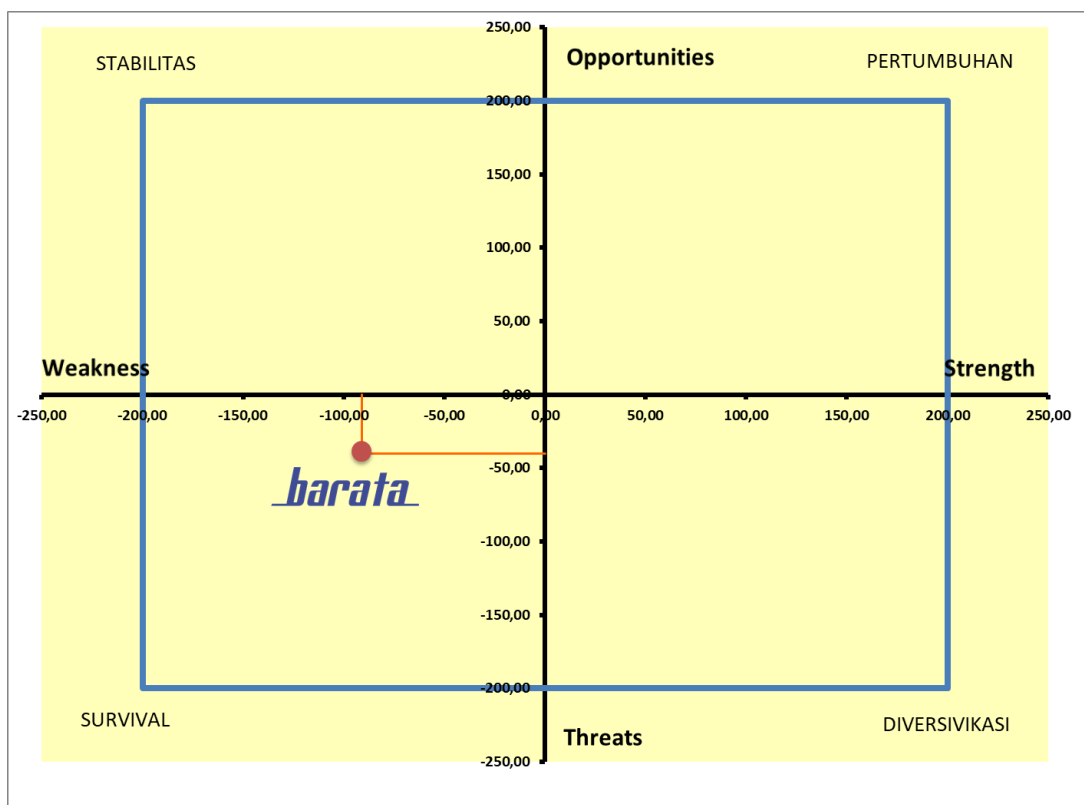 250,00
STABILITAS
Opportunities
PERTUMBUHAN
200,00
150,00
100,00
50,00
Weakness
Strength
0,00
-250,00 -200,00 -150,00 -100,00 -50,00 0,00 50,00 100,00 150,00 200,00 250,00
-50,00
barata
-100,00
-150,00
-200,00
SURVIVAL
DIVERSIVIKASI
Threats
-250,00